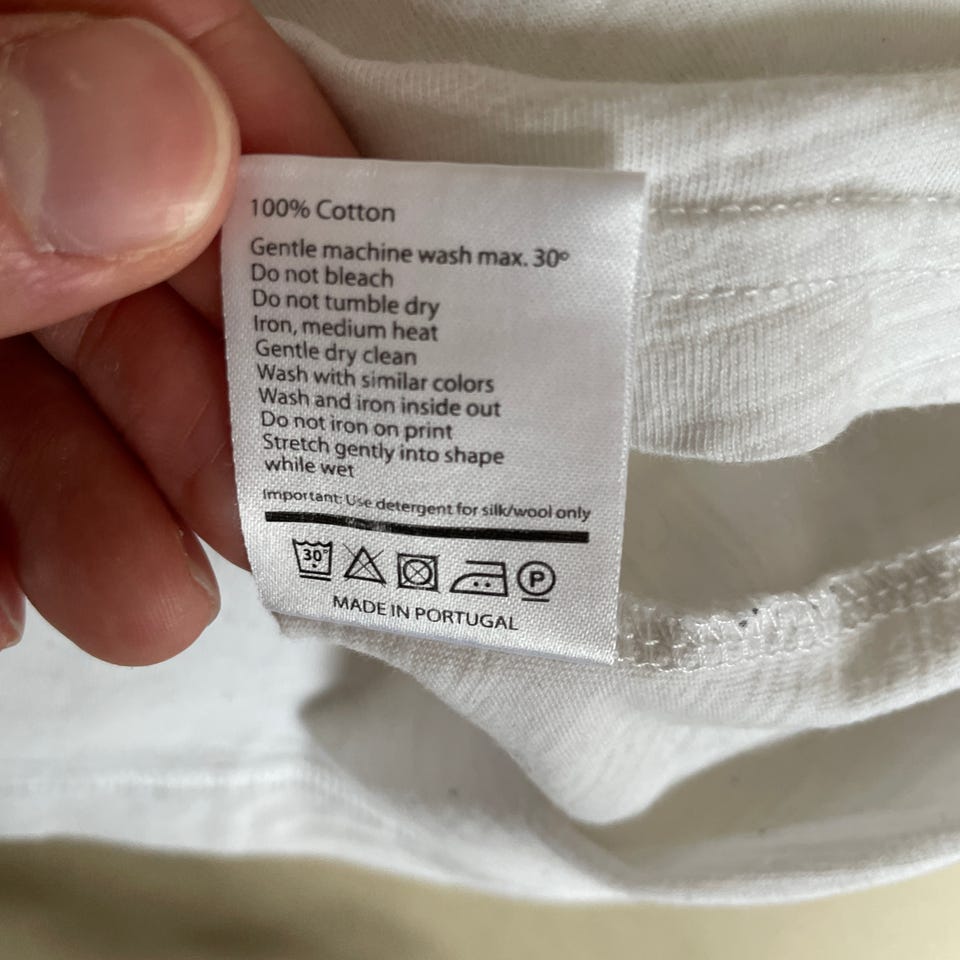 100% Cotton
Gentle machine wash max. 30°
Do not bleach
Do not tumble dry
Iron, medium heat
Gentle dry clean
Wash with similar colors
Wash and iron inside out
Do not iron on print
Stretch gently into shape
while wet
Important: Use detergent for silk/wool only
30° P
MADE IN PORTUGAL